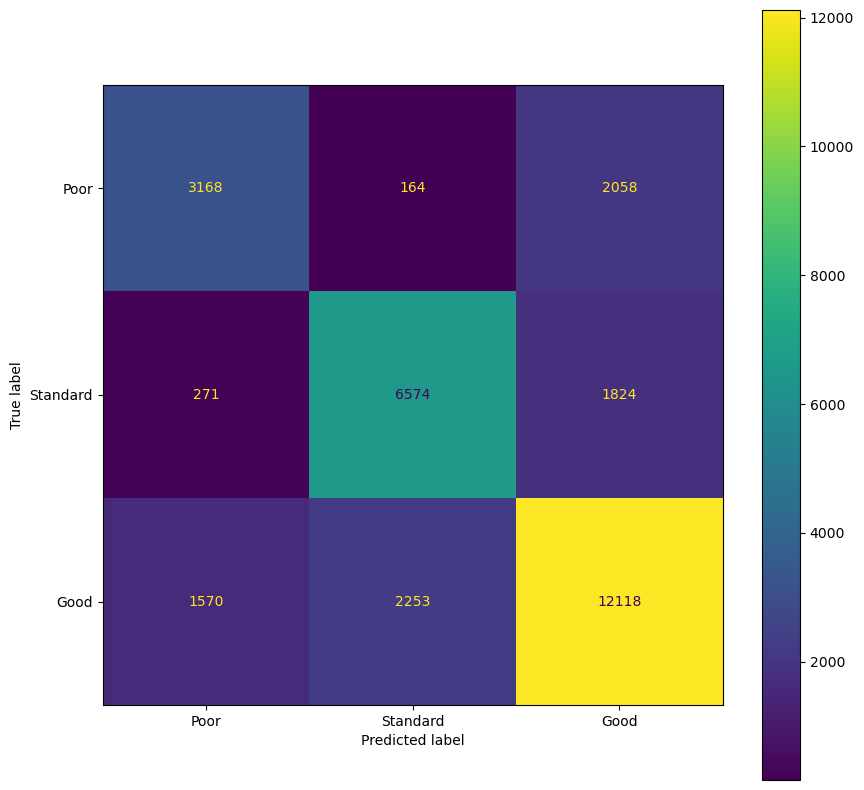 Poor 3168 164 2058
Standard 271 6574 1824
Good 1570 2253 12118
Poor Standard Good
Predicted label
True label
12000
10000
8000
6000
4000
2000